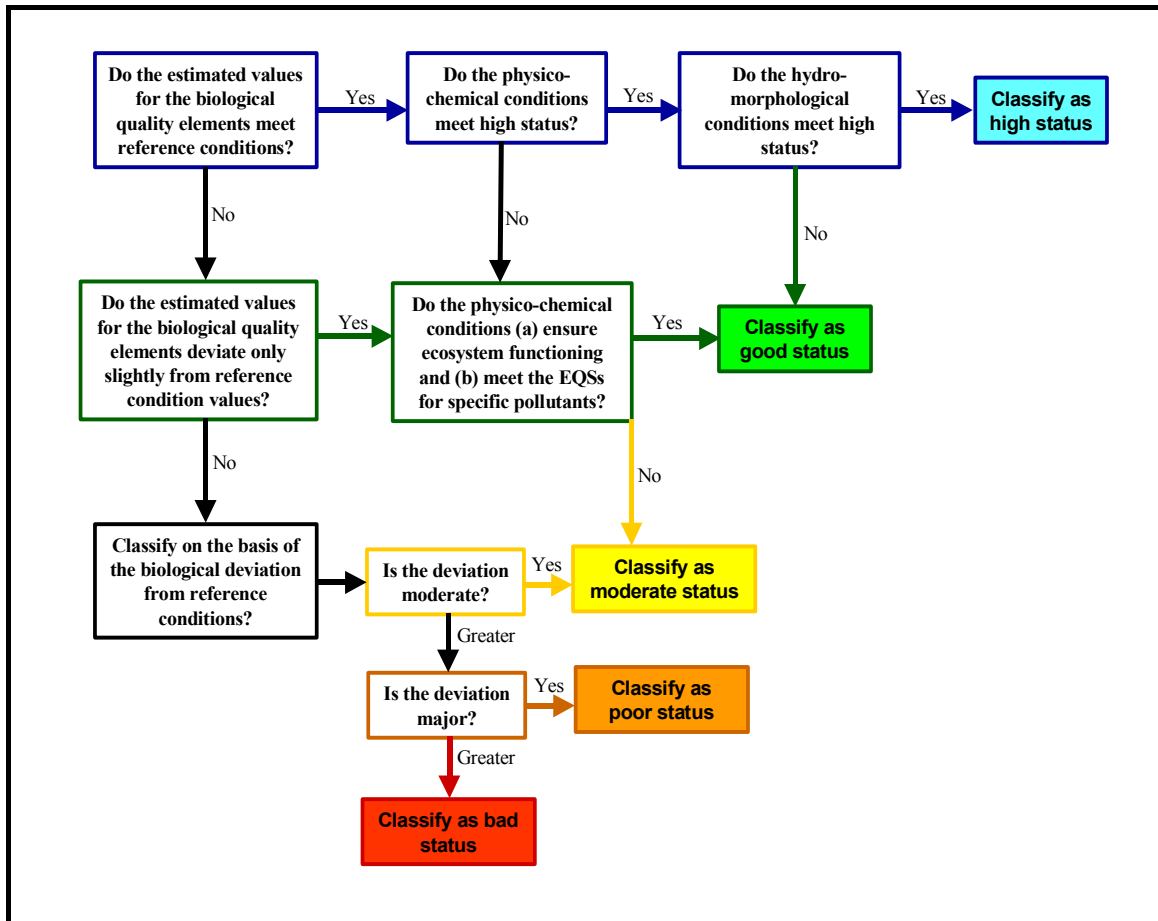 Do the estimated values
for the biological
quality elements meet
reference conditions?
Yes
Do the physico-
chemical conditions
meet high status?
Yes
Do the hydro-
morphological
conditions meet high
status?
Yes
Classify as
high status
No
No
No
Do the estimated values
for the biological quality
elements deviate only
slightly from reference
condition values?
Yes
Do the physico-chemical
conditions (a) ensure
ecosystem functioning
and (b) meet the EQSs
for specific pollutants?
Yes
Classify as
good status
No
No
Classify on the basis of
the biological deviation
from reference
conditions?
Is the deviation
moderate?
Yes
Classify as
moderate status
Greater
Is the deviation
major?
Yes
Classify as
poor status
Greater
Classify as bad
status